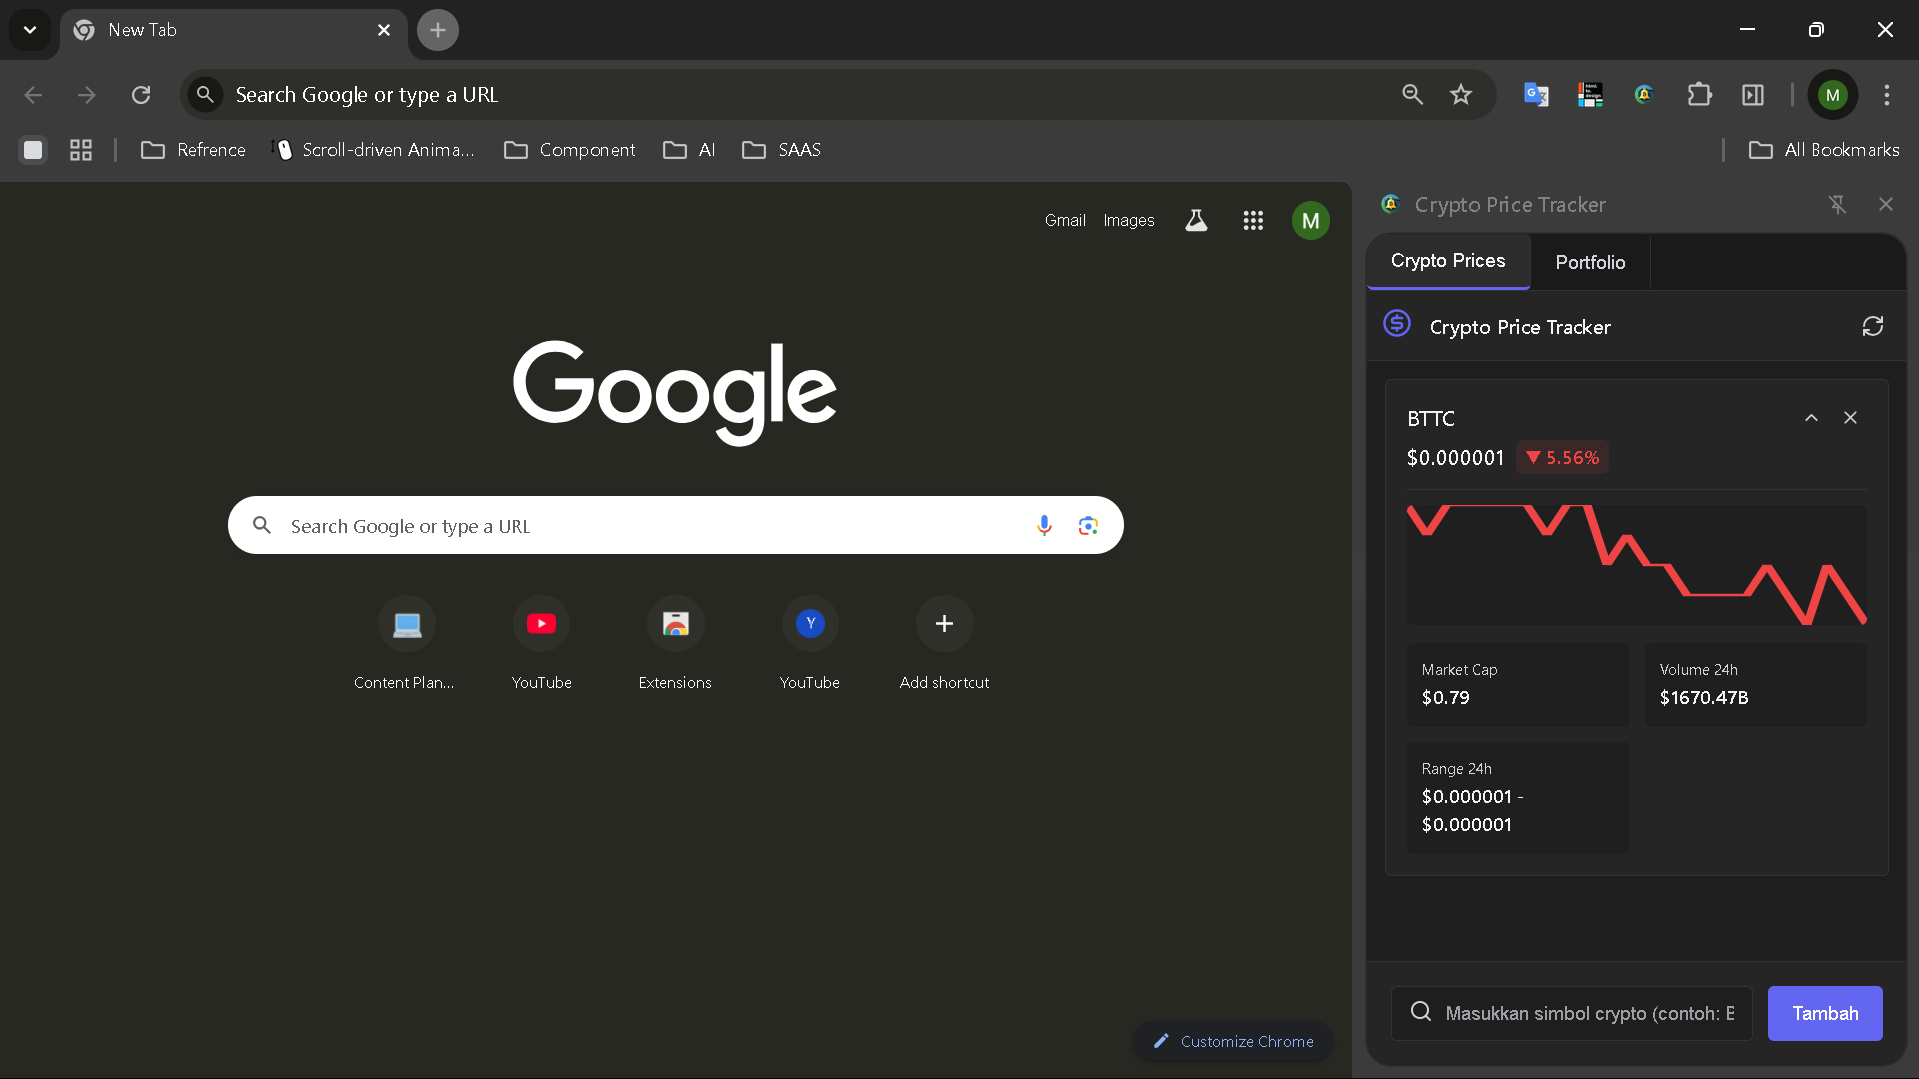 New Tab
Search Google or type a URL
M
Refrence
Scroll-driven Anima...
Component
AI
SAAS
All Bookmarks
Gmail
Images
M
Google
Search Google or type a URL
Content Plan...
YouTube
Extensions
Y
YouTube
Add shortcut
Customize Chrome
Crypto Price Tracker
Crypto Prices
Portfolio
Crypto Price Tracker
BTTC
$0.000001 ▼ 5.56%
Market Cap
$0.79
Volume 24h
$1670.47B
Range 24h
$0.000001 -
$0.000001
Masukkan simbol crypto (contoh: B
Tambah